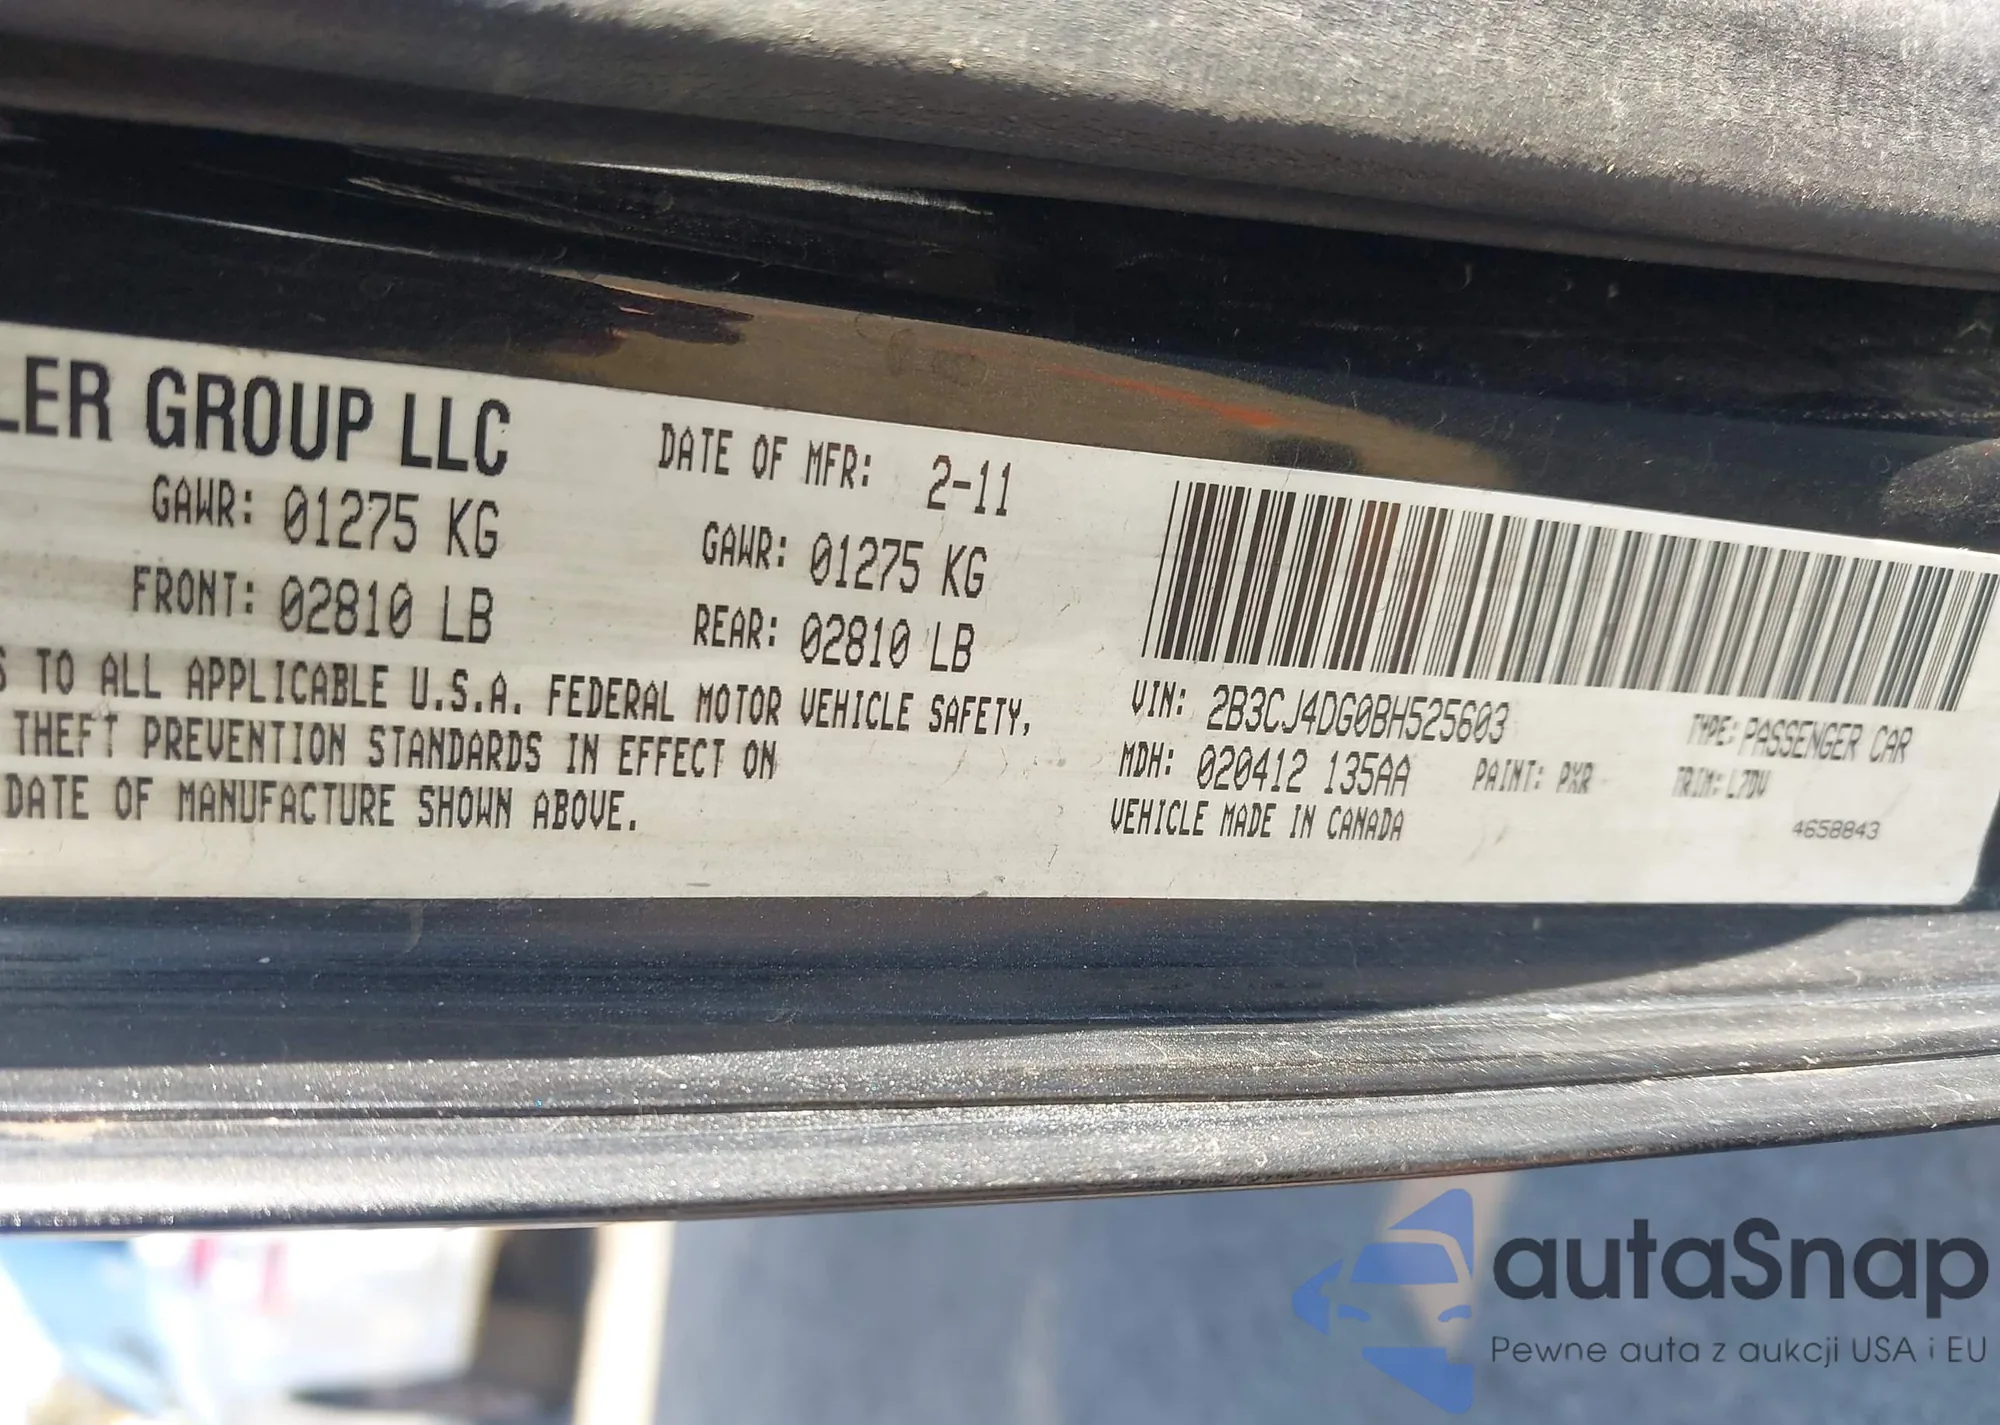 LER GROUP LLC
DATE OF MFR: 2-11
GAWR: 01275 KG
GAWR: 01275 KG
FRONT: 02810 LB
REAR: 02810 LB
S TO ALL APPLICABLE U.S.A. FEDERAL MOTOR VEHICLE SAFETY,
THEFT PREVENTION STANDARDS IN EFFECT ON
DATE OF MANUFACTURE SHOWN ABOVE.
VIN: 2B3CJ4DG0BH525603 TYPE: PASSENGER CAR
MDH: 020412 135AA PAINT: PXR TRIM: L7DV
VEHICLE MADE IN CANADA
4658843
autaSnap
Pewne auta z aukcji USA i EU